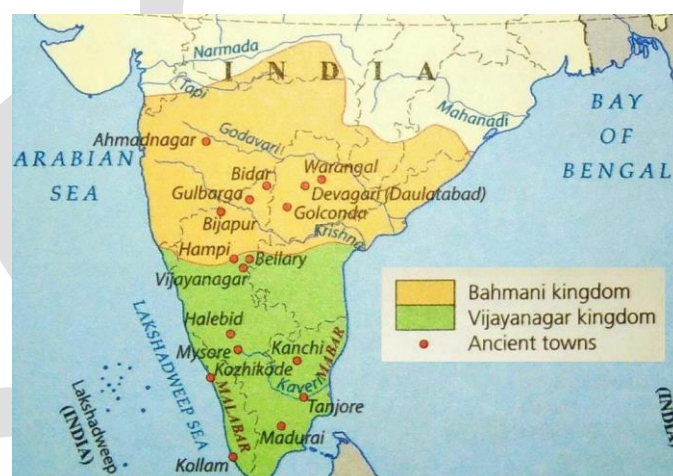 Narmada
INDIA
Tapi
Mahanadi
BAY
OF
BENGAL
Godavari
Ahmadnagar
ARABIAN
SEA
Warangal
Bidar
Devagari (Daulatabad)
Gulbarga
Golconda
Bijapur
Krishna
Hampi
Bellary
Vijayanagar
Bahmani kingdom
Vijayanagar kingdom
Ancient towns
LAKSHADWEEP SEA
Halebid
MABAR
Mysore
Kanchi
Kozhikode
Kaveri
Lakshadweep
(INDIA)
MALABAR
Tanjore
(INDIA)
Madurai
Kollam